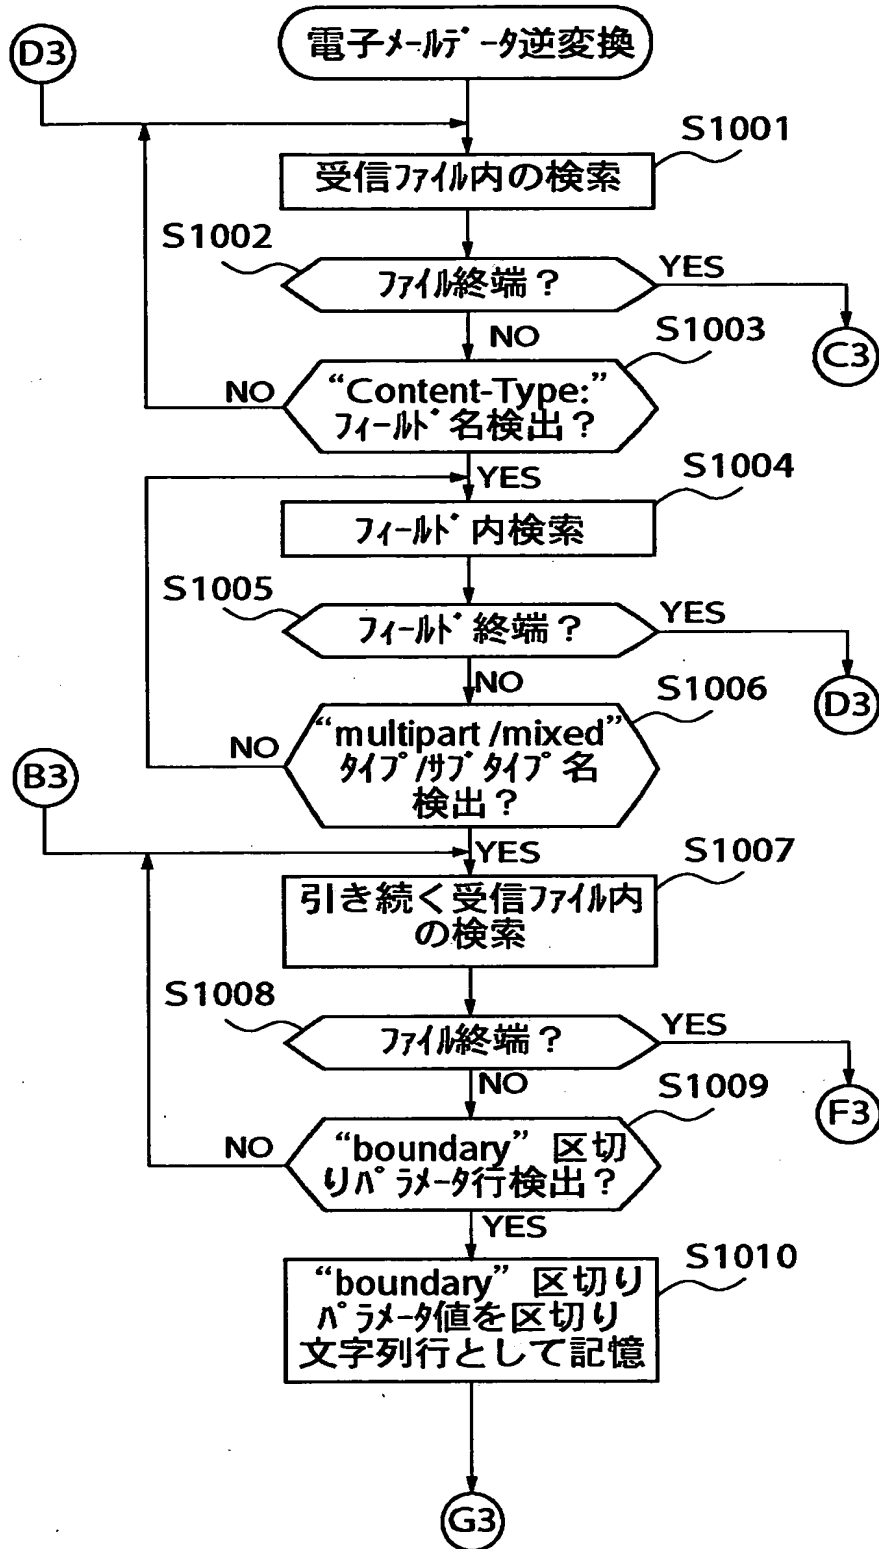 D3
電子ﾒｰﾙﾃﾞｰﾀ逆変換
S1001
受信ﾌｧｲﾙ内の検索
S1002
ﾌｧｲﾙ終端？
YES
C3
NO
S1003
“Content-Type:”
ﾌｨｰﾙﾄﾞ名検出？
NO
YES
S1004
ﾌｨｰﾙﾄﾞ内検索
S1005
ﾌｨｰﾙﾄﾞ終端？
YES
D3
NO
S1006
“multipart /mixed”
ﾀｲﾌﾟ/ｻﾌﾞﾀｲﾌﾟ名
検出？
NO
B3
YES
S1007
引き続く受信ﾌｧｲﾙ内
の検索
S1008
ﾌｧｲﾙ終端？
YES
F3
NO
S1009
“boundary” 区切
りﾊﾟﾗﾒｰﾀ行検出？
NO
YES
S1010
“boundary” 区切り
ﾊﾟﾗﾒｰﾀ値を区切り
文字列行として記憶
G3